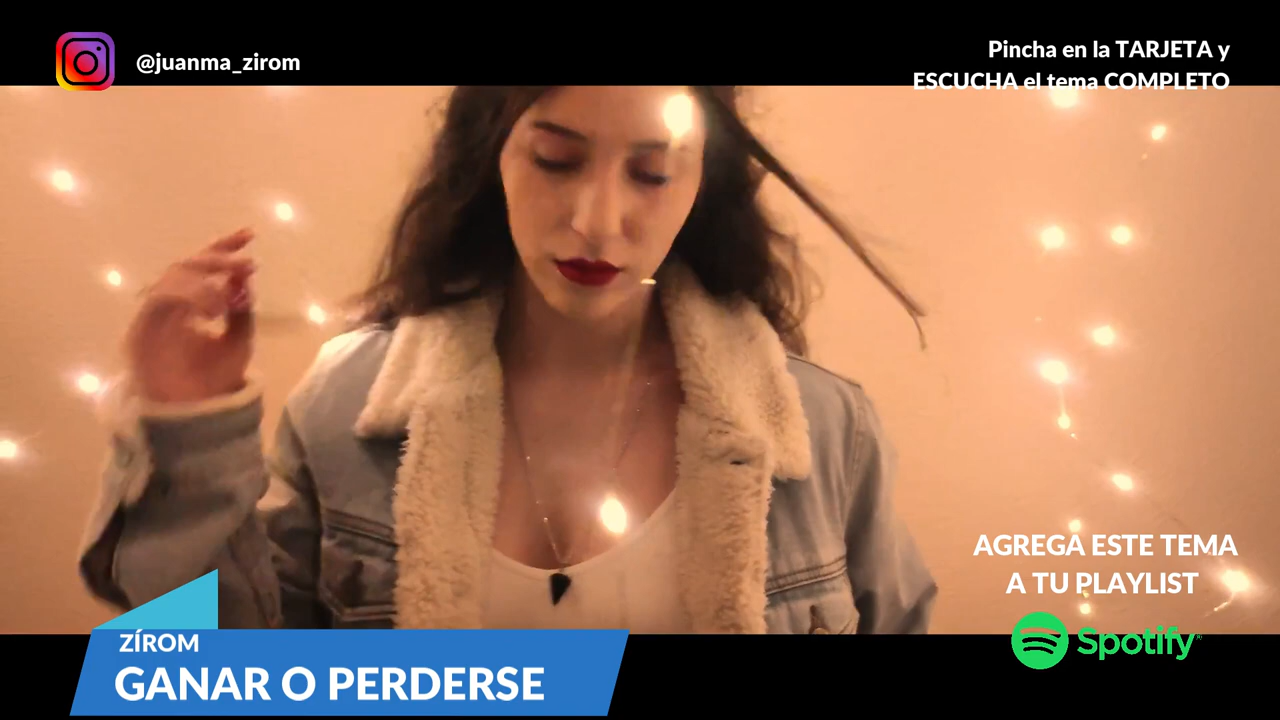 @juanma_zirom
Pincha en la TARJETA y
ESCUCHA el tema COMPLETO
AGREGA ESTE TEMA
A TU PLAYLIST
Spotify
ZÍROM
GANAR O PERDERSE